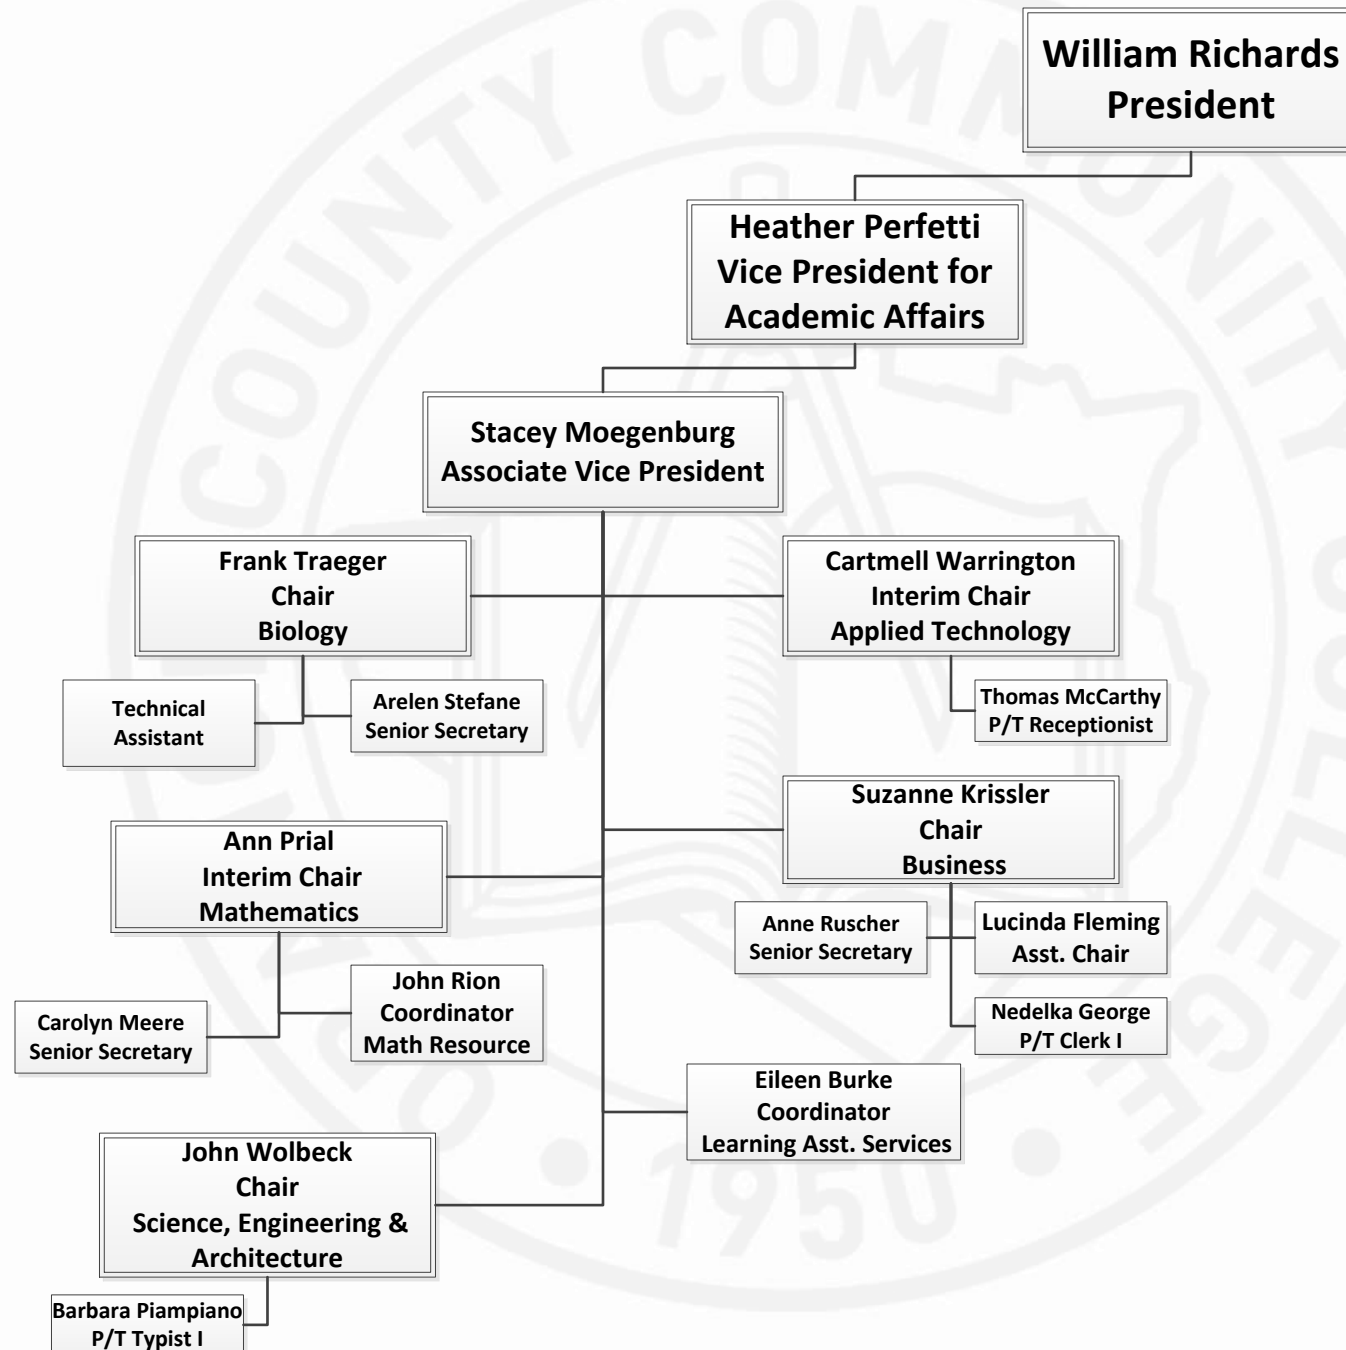 William Richards
President
Heather Perfetti
Vice President for
Academic Affairs
Stacey Moegenburg
Associate Vice President
Frank Traeger
Chair
Biology
Cartmell Warrington
Interim Chair
Applied Technology
Technical
Assistant
Arelen Stefane
Senior Secretary
Thomas McCarthy
P/T Receptionist
Suzanne Krissler
Chair
Business
Ann Prial
Interim Chair
Mathematics
Anne Ruscher
Senior Secretary
Lucinda Fleming
Asst. Chair
John Rion
Coordinator
Math Resource
Carolyn Meere
Senior Secretary
Nedelka George
P/T Clerk I
Eileen Burke
Coordinator
Learning Asst. Services
John Wolbeck
Chair
Science, Engineering &
Architecture
Barbara Piampiano
P/T Typist I
COUNTY COMMUNITY COLLEGE
1950